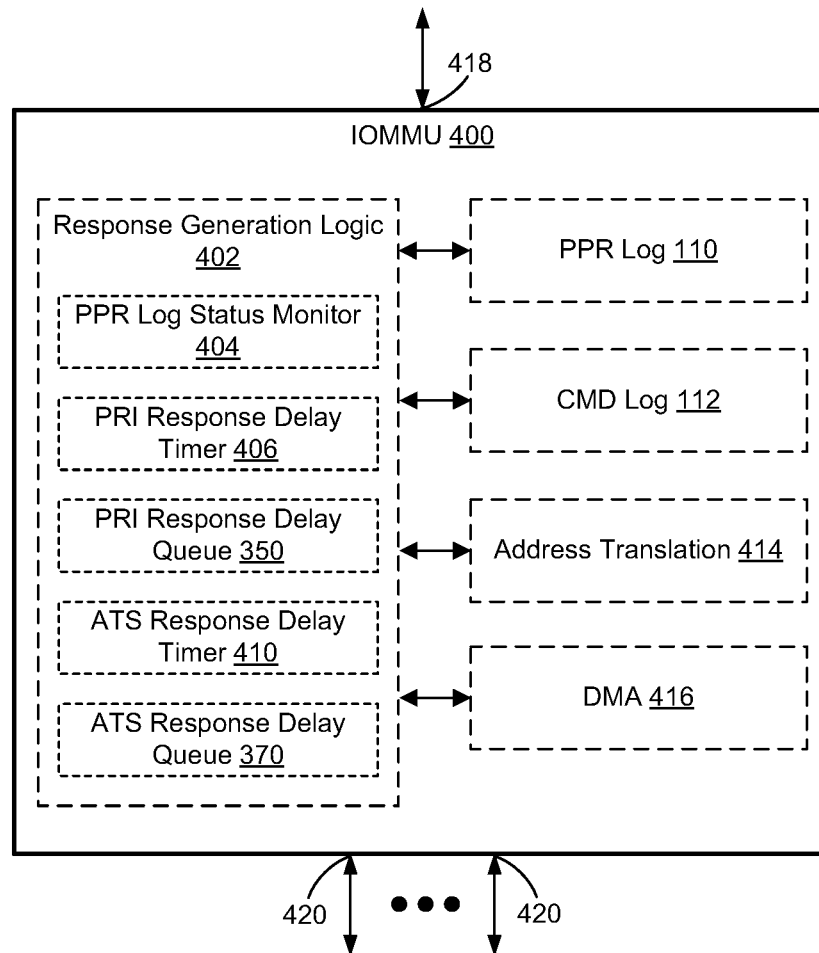 418
IOMMU 400
Response Generation Logic
402
PPR Log Status Monitor
404
PRI Response Delay
Timer 406
PRI Response Delay
Queue 350
ATS Response Delay
Timer 410
ATS Response Delay
Queue 370
PPR Log 110
CMD Log 112
Address Translation 414
DMA 416
420
420